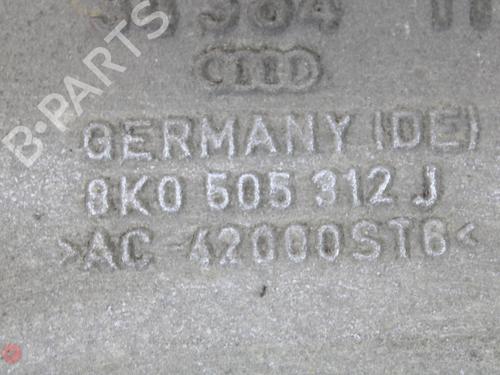 GERMANY (DE)
8K0 505 312 J
>AC-42000ST6<
B-PARTS